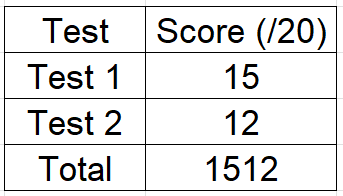 Test Score (/20)
Test 1 15
Test 2 12
Total 1512